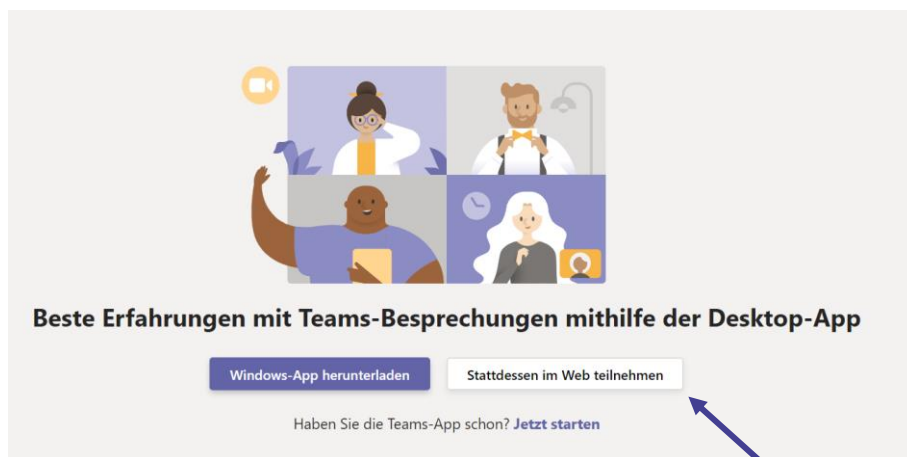 Beste Erfahrungen mit Teams-Besprechungen mithilfe der Desktop-App
Windows-App herunterladen
Stattdessen im Web teilnehmen
Haben Sie die Teams-App schon? Jetzt starten